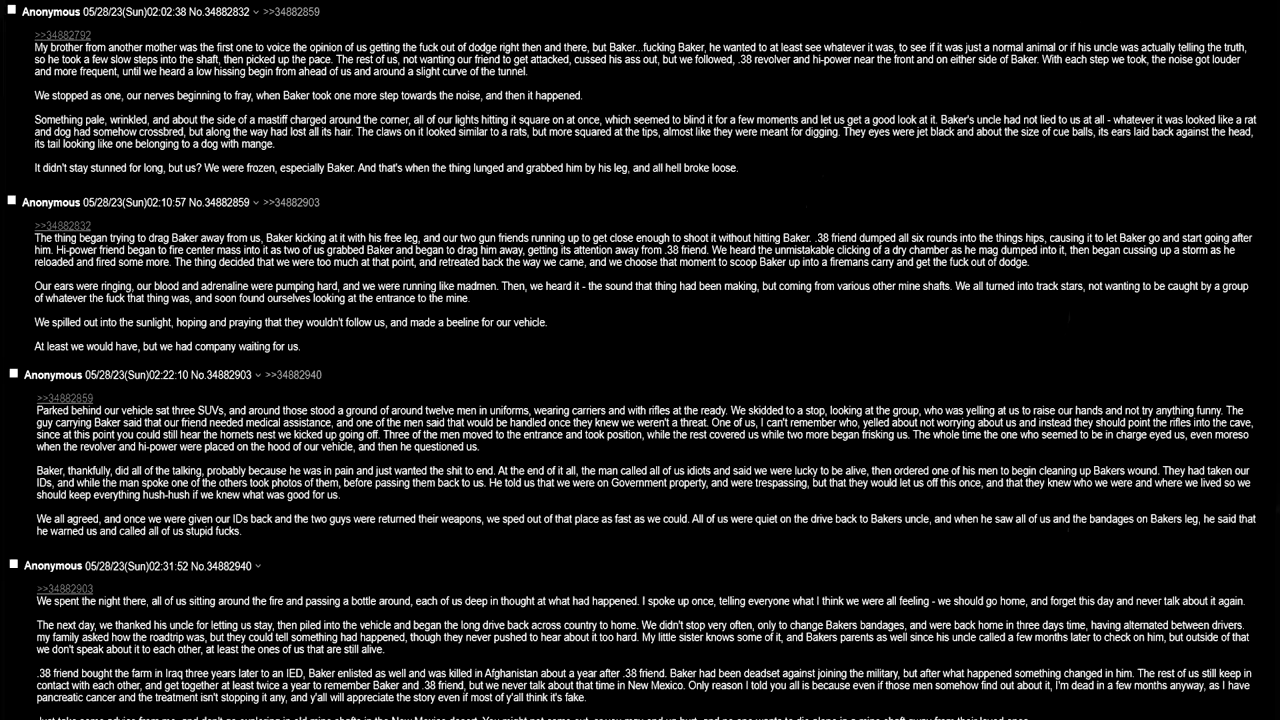 Anonymous 05/28/23(Sun)02:02:38 No.34882832 >>34882859
>>34882792
My brother from another mother was the first one to voice the opinion of us getting the fuck out of dodge right then and there, but Baker...fucking Baker, he wanted to at least see whatever it was, to see if it was just a normal animal or if his uncle was actually telling the truth,
so he took a few slow steps into the shaft, then picked up the pace. The rest of us, not wanting our friend to get attacked, cussed his ass out, but we followed, .38 revolver and hi-power near the front and on either side of Baker. With each step we took, the noise got louder
and more frequent, until we heard a low hissing begin from ahead of us and around a slight curve of the tunnel.
We stopped as one, our nerves beginning to fray, when Baker took one more step towards the noise, and then it happened.
Something pale, wrinkled, and about the side of a mastiff charged around the corner, all of our lights hitting it square on at once, which seemed to blind it for a few moments and let us get a good look at it. Baker's uncle had not lied to us at all - whatever it was looked like a rat
and dog had somehow crossbred, but along the way had lost all its hair. The claws on it looked similar to a rats, but more squared at the tips, almost like they were meant for digging. They eyes were jet black and about the size of cue balls, its ears laid back against the head,
its tail looking like one belonging to a dog with mange.
It didn't stay stunned for long, but us? We were frozen, especially Baker. And that's when the thing lunged and grabbed him by his leg, and all hell broke loose.
Anonymous 05/28/23(Sun)02:10:57 No.34882859 >>34882903
>>34882832
The thing began trying to drag Baker away from us, Baker kicking at it with his free leg, and our two gun friends running up to get close enough to shoot it without hitting Baker. .38 friend dumped all six rounds into the things hips, causing it to let Baker go and start going after
him. Hi-power friend began to fire center mass into it as two of us grabbed Baker and began to drag him away, getting its attention away from .38 friend. We heard the unmistakable clicking of a dry chamber as he mag dumped into it, then began cussing up a storm as he
reloaded and fired some more. The thing decided that we were too much at that point, and retreated back the way we came, and we choose that moment to scoop Baker up into a firemans carry and get the fuck out of dodge.
Our ears were ringing, our blood and adrenaline were pumping hard, and we were running like madmen. Then, we heard it - the sound that thing had been making, but coming from various other mine shafts. We all turned into track stars, not wanting to be caught by a group
of whatever the fuck that thing was, and soon found ourselves looking at the entrance to the mine.
We spilled out into the sunlight, hoping and praying that they wouldn't follow us, and made a beeline for our vehicle.
At least we would have, but we had company waiting for us.
Anonymous 05/28/23(Sun)02:22:10 No.34882903 >>34882940
>>34882859
Parked behind our vehicle sat three SUVs, and around those stood a ground of around twelve men in uniforms, wearing carriers and with rifles at the ready. We skidded to a stop, looking at the group, who was yelling at us to raise our hands and not try anything funny. The
guy carrying Baker said that our friend needed medical assistance, and one of the men said that would be handled once they knew we weren't a threat. One of us, I can't remember who, yelled about not worrying about us and instead they should point the rifles into the cave,
since at this point you could still hear the hornets nest we kicked up going off. Three of the men moved to the entrance and took position, while the rest covered us while two more began frisking us. The whole time the one who seemed to be in charge eyed us, even moreso
when the revolver and hi-power were placed on the hood of our vehicle, and then he questioned us.
Baker, thankfully, did all of the talking, probably because he was in pain and just wanted the shit to end. At the end of it all, the man called all of us idiots and said we were lucky to be alive, then ordered one of his men to begin cleaning up Bakers wound. They had taken our
IDs, and while the man spoke one of the others took photos of them, before passing them back to us. He told us that we were on Government property, and were trespassing, but that they would let us off this once, and that they knew who we were and where we lived so we
should keep everything hush-hush if we knew what was good for us.
We all agreed, and once we were given our IDs back and the two guys were returned their weapons, we sped out of that place as fast as we could. All of us were quiet on the drive back to Bakers uncle, and when he saw all of us and the bandages on Bakers leg, he said that
he warned us and called all of us stupid fucks.
Anonymous 05/28/23(Sun)02:31:52 No.34882940
>>34882903
We spent the night there, all of us sitting around the fire and passing a bottle around, each of us deep in thought at what had happened. I spoke up once, telling everyone what I think we were all feeling - we should go home, and forget this day and never talk about it again.
The next day, we thanked his uncle for letting us stay, then piled into the vehicle and began the long drive back across country to home. We didn't stop very often, only to change Bakers bandages, and were back home in three days time, having alternated between drivers.
my family asked how the roadtrip was, but they could tell something had happened, though they never pushed to hear about it too hard. My little sister knows some of it, and Bakers parents as well since his uncle called a few months later to check on him, but outside of that
we don't speak about it to each other, at least the ones of us that are still alive.
.38 friend bought the farm in Iraq three years later to an IED, Baker enlisted as well and was killed in Afghanistan about a year after .38 friend. Baker had been deadset against joining the military, but after what happened something changed in him. The rest of us still keep in
contact with each other, and get together at least twice a year to remember Baker and .38 friend, but we never talk about that time in New Mexico. Only reason I told you all is because even if those men somehow find out about it, I'm dead in a few months anyway, as I have
pancreatic cancer and the treatment isn't stopping it any, and y'all will appreciate the story even if most of y'all think it's fake.